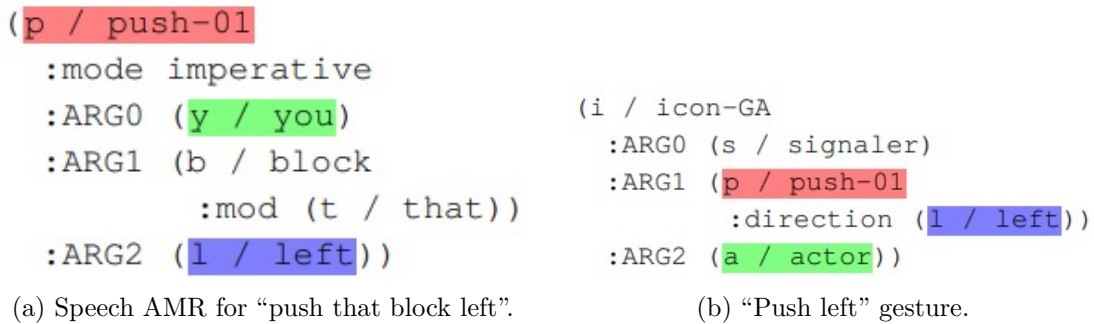 (p / push-01
:mode imperative
:ARG0 (y / you)
:ARG1 (b / block
:mod (t / that))
:ARG2 (l / left))
(a) Speech AMR for “push that block left”.
(i / icon-GA
:ARG0 (s / signaler)
:ARG1 (p / push-01
:direction (l / left))
:ARG2 (a / actor))
(b) “Push left” gesture.